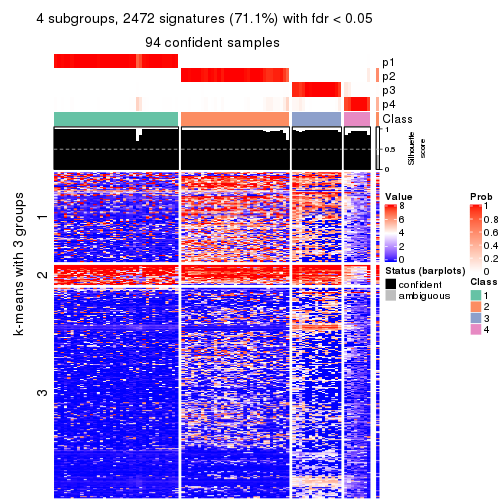 4 subgroups, 2472 signatures (71.1%) with fdr < 0.05
94 confident samples
p1
p2
p3
p4
Class
1
0.5
0
Silhouette
score
k-means with 3 groups
1
2
3
Value
8
6
4
2
0
Status (barplots)
confident
ambiguous
Prob
1
0.8
0.6
0.4
0.2
0
Class
1
2
3
4